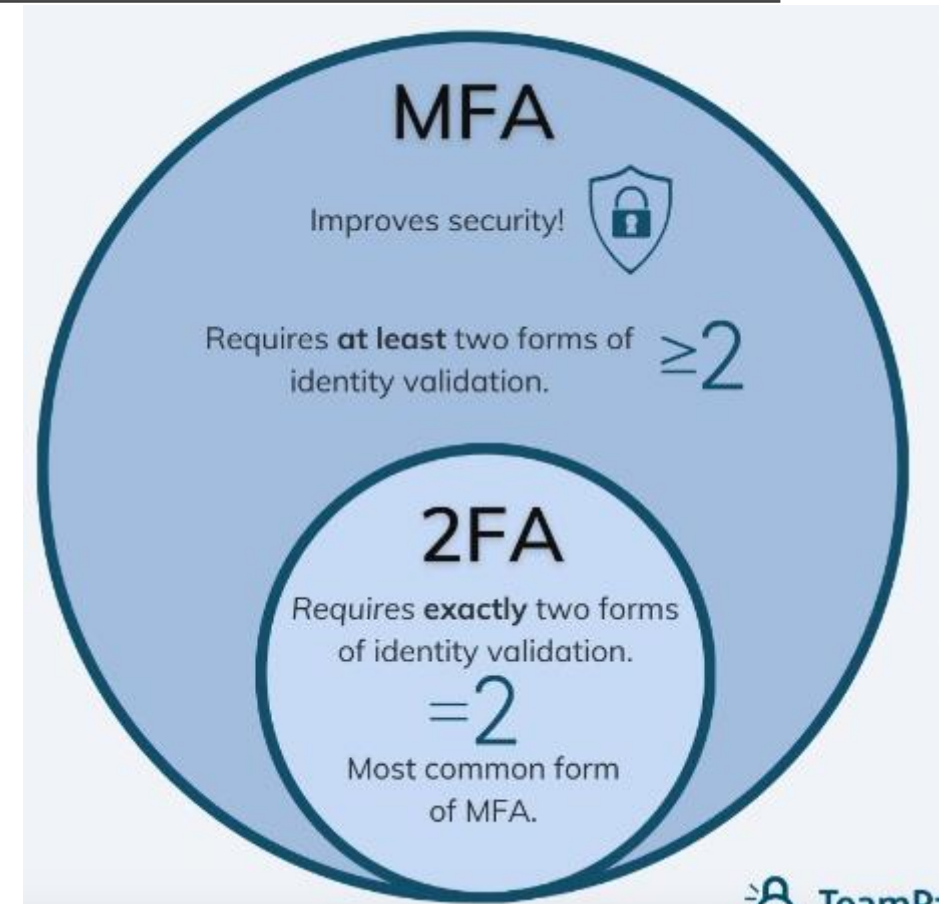 MFA
Improves security!
Requires at least two forms of
identity validation.
≥2
2FA
Requires exactly two forms
of identity validation.
=2
Most common form
of MFA.